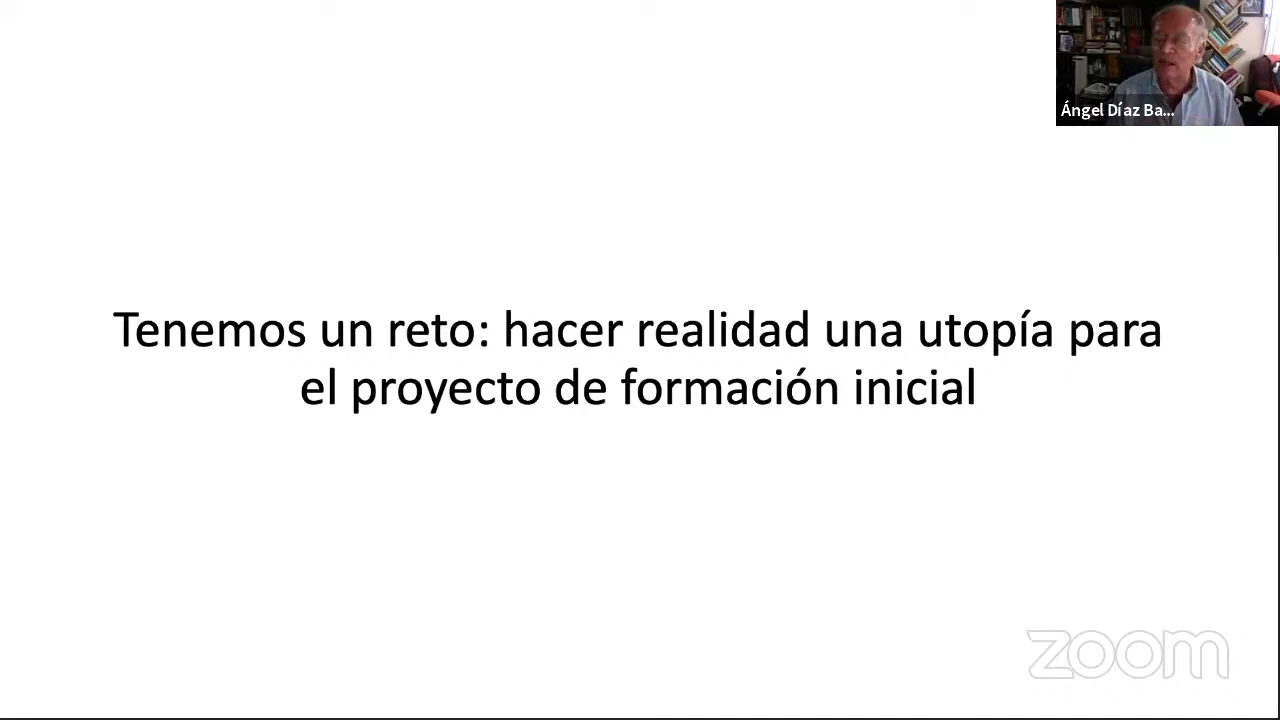 Ángel Díaz Ba...
Tenemos un reto: hacer realidad una utopía para
el proyecto de formación inicial
zoom